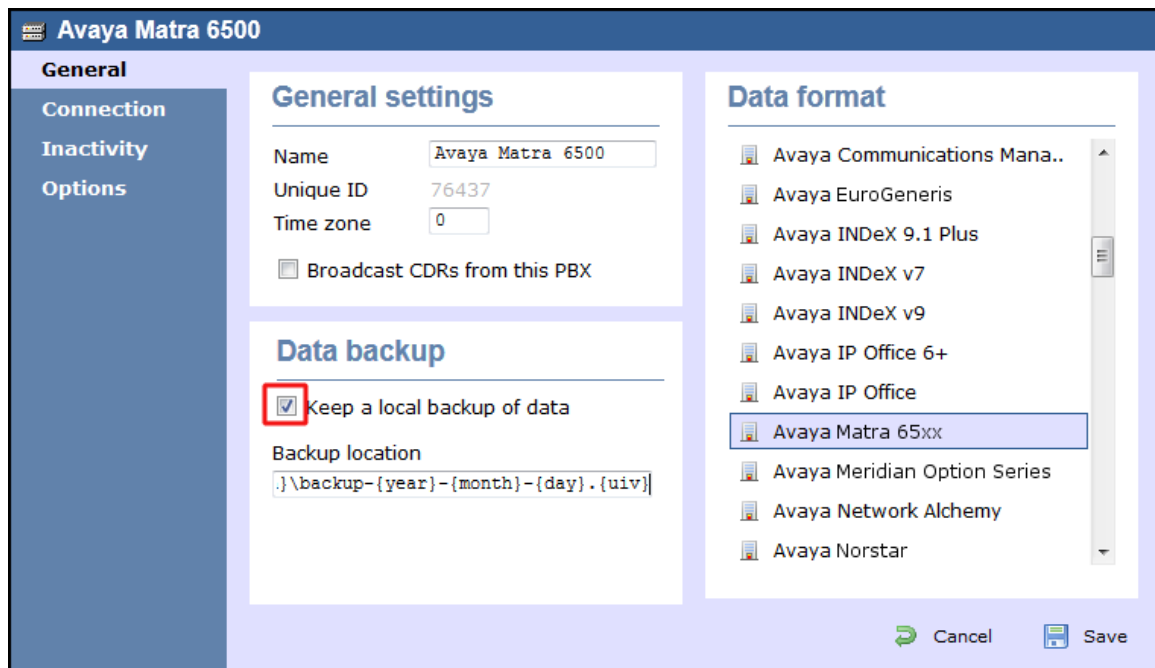 Avaya Matra 6500
General
Connection
Inactivity
Options
General settings
Name Avaya Matra 6500
Unique ID 76437
Time zone 0
Broadcast CDRs from this PBX
Data backup
Keep a local backup of data
Backup location
.}\backup-{year}-{month}-{day}.{uiv}
Data format
Avaya Communications Mana..
Avaya EuroGeneris
Avaya INDeX 9.1 Plus
Avaya INDeX v7
Avaya INDeX v9
Avaya IP Office 6+
Avaya IP Office
Avaya Matra 65xx
Avaya Meridian Option Series
Avaya Network Alchemy
Avaya Norstar
Cancel Save